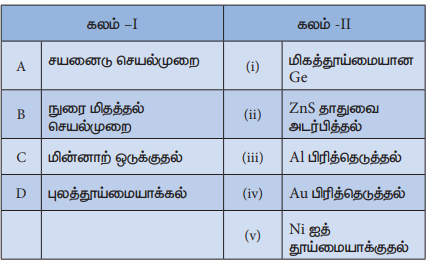 கலம் –I
கலம் -II
A
சயனைடு செயல்முறை
(i)
மிகத்தூய்மையான
Ge
B
நுரை மிதத்தல்
செயல்முறை
(ii)
ZnS தாதுவை
அடர்பித்தல்
C
மின்னாற் ஒடுக்குதல்
(iii)
Al பிரித்தெடுத்தல்
D
புலத்தூய்மையாக்கல்
(iv)
Au பிரித்தெடுத்தல்
(v)
Ni ஐத்
தூய்மையாக்குதல்